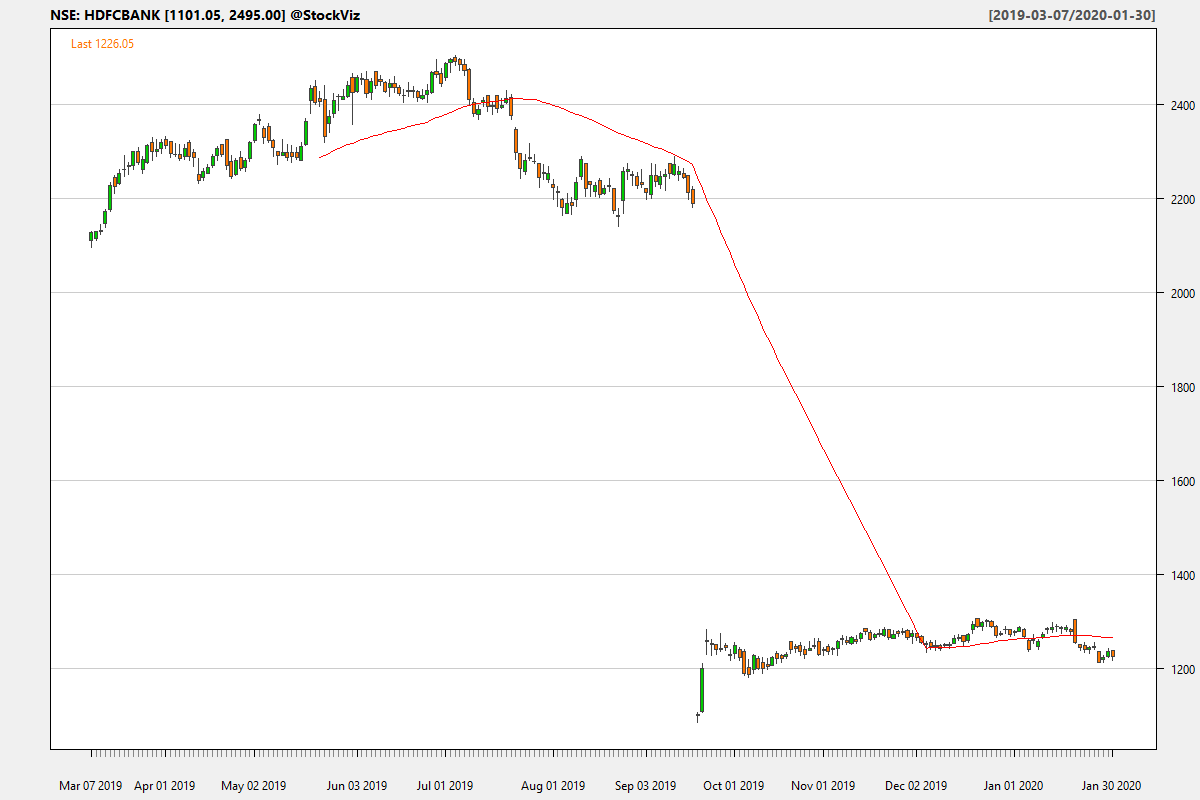 NSE: HDFCBANK [1101.05, 2495.00] @StockViz [2019-03-07/2020-01-30]
Last 1226.05
2400
2200
2000
1800
1600
1400
1200
Mar 07 2019 Apr 01 2019 May 02 2019 Jun 03 2019 Jul 01 2019 Aug 01 2019 Sep 03 2019 Oct 01 2019 Nov 01 2019 Dec 02 2019 Jan 01 2020 Jan 30 2020